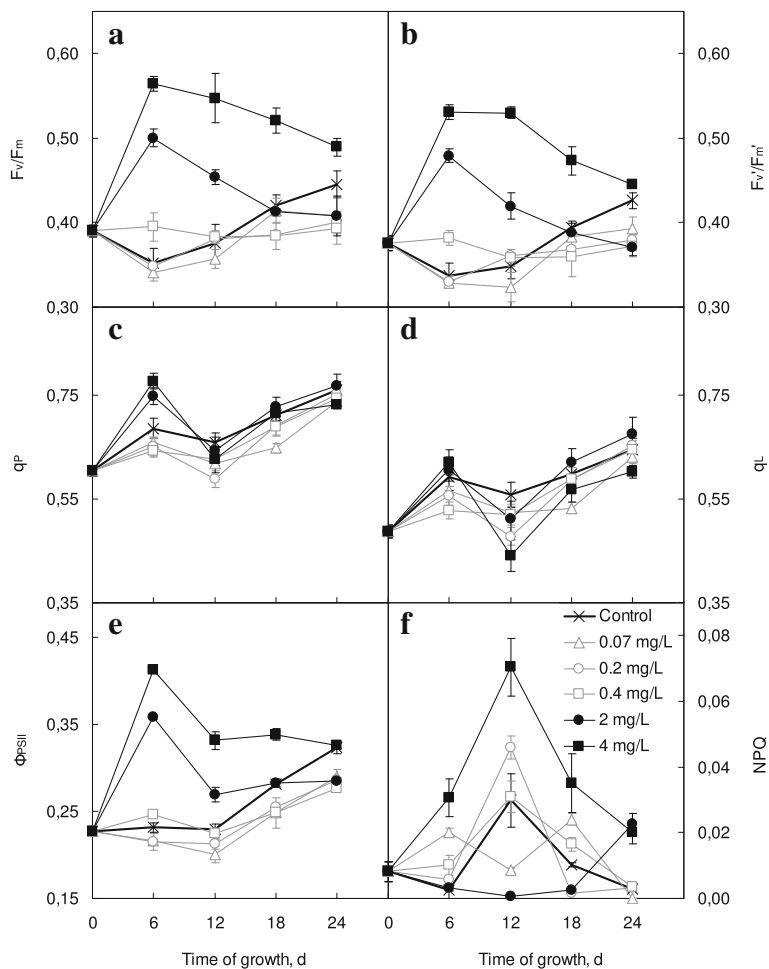 a
b
0,60
0,50
0,40
0,30
Fv/Fm
0,60
0,50
0,40
0,30
Fv'/Fm'
c
d
0,75
0,55
0,35
qP
0,75
0,55
0,35
qL
e
f
0,45
0,35
0,25
0,15
ΦPSII
Control
0.07 mg/L
0.2 mg/L
0.4 mg/L
2 mg/L
4 mg/L
0,08
0,06
0,04
0,02
0,00
NPQ
0 6 12 18 24
0 6 12 18 24
Time of growth, d
Time of growth, d